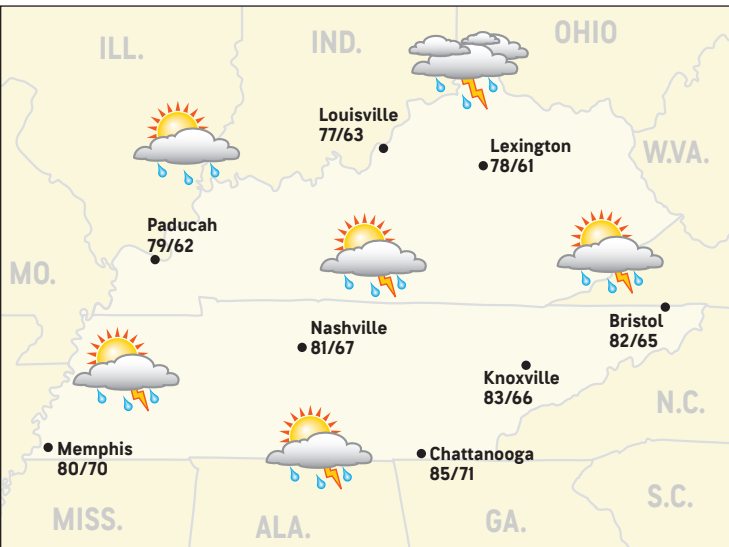 ILL.
IND.
OHIO
Louisville
77/63
Lexington
78/61
W.VA.
Paducah
79/62
MO.
Nashville
81/67
Bristol
82/65
Knoxville
83/66
N.C.
Memphis
80/70
Chattanooga
85/71
S.C.
MISS.
ALA.
GA.